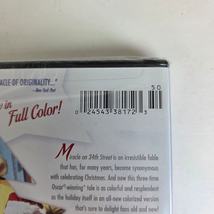 ACLE OF ORIGINALITY..."
—New York Post
50
in
Full Color!
0 24543 38172 3
Miracle on 34th Street is an irresistible fable
that has, for many years, become synonymous
with celebrating Christmas. And now this three-time
Oscar®-winning* tale is as colorful and resplendent
as the holiday itself in an all-new colorized version
that's sure to delight fans old and new!